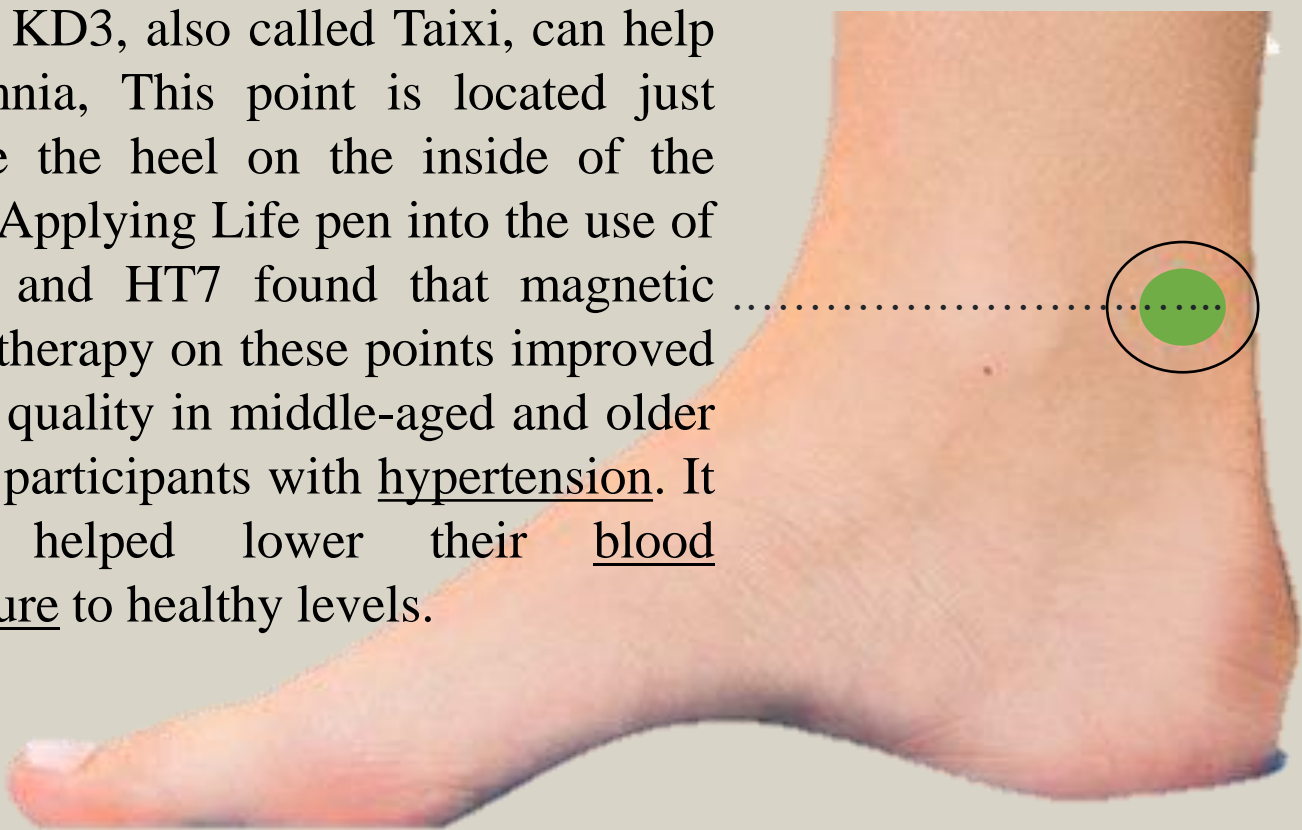 KD3, also called Taixi, can help
nnia, This point is located just
e the heel on the inside of the
Applying Life pen into the use of
and HT7 found that magnetic
therapy on these points improved
quality in middle-aged and older
participants with hypertension. It
helped lower their blood
ure to healthy levels.